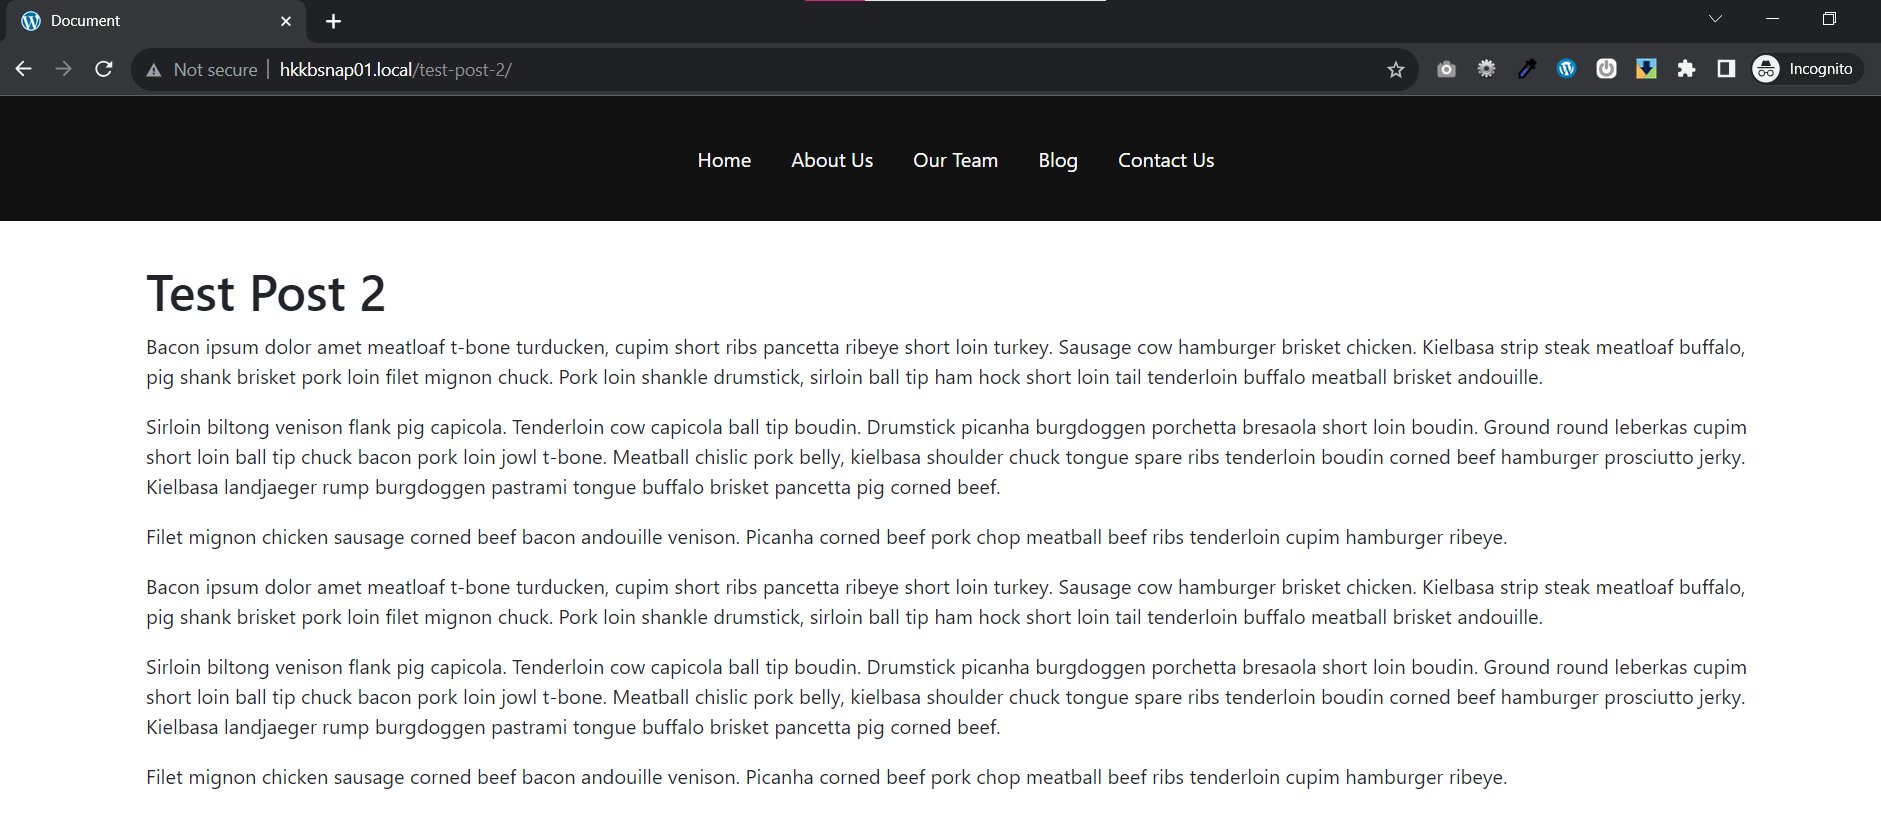 Document
Not secure hkkbsnap01.local/test-post-2/
Incognito
Home About Us Our Team Blog Contact Us
Test Post 2
Bacon ipsum dolor amet meatloaf t-bone turducken, cupim short ribs pancetta ribeye short loin turkey. Sausage cow hamburger brisket chicken. Kielbasa strip steak meatloaf buffalo,
pig shank brisket pork loin filet mignon chuck. Pork loin shankle drumstick, sirloin ball tip ham hock short loin tail tenderloin buffalo meatball brisket andouille.
Sirloin biltong venison flank pig capicola. Tenderloin cow capicola ball tip boudin. Drumstick picanha burgdoggen porchetta bresaola short loin boudin. Ground round leberkas cupim
short loin ball tip chuck bacon pork loin jowl t-bone. Meatball chislic pork belly, kielbasa shoulder chuck tongue spare ribs tenderloin boudin corned beef hamburger prosciutto jerky.
Kielbasa landjaeger rump burgdoggen pastrami tongue buffalo brisket pancetta pig corned beef.
Filet mignon chicken sausage corned beef bacon andouille venison. Picanha corned beef pork chop meatball beef ribs tenderloin cupim hamburger ribeye.
Bacon ipsum dolor amet meatloaf t-bone turducken, cupim short ribs pancetta ribeye short loin turkey. Sausage cow hamburger brisket chicken. Kielbasa strip steak meatloaf buffalo,
pig shank brisket pork loin filet mignon chuck. Pork loin shankle drumstick, sirloin ball tip ham hock short loin tail tenderloin buffalo meatball brisket andouille.
Sirloin biltong venison flank pig capicola. Tenderloin cow capicola ball tip boudin. Drumstick picanha burgdoggen porchetta bresaola short loin boudin. Ground round leberkas cupim
short loin ball tip chuck bacon pork loin jowl t-bone. Meatball chislic pork belly, kielbasa shoulder chuck tongue spare ribs tenderloin boudin corned beef hamburger prosciutto jerky.
Kielbasa landjaeger rump burgdoggen pastrami tongue buffalo brisket pancetta pig corned beef.
Filet mignon chicken sausage corned beef bacon andouille venison. Picanha corned beef pork chop meatball beef ribs tenderloin cupim hamburger ribeye.